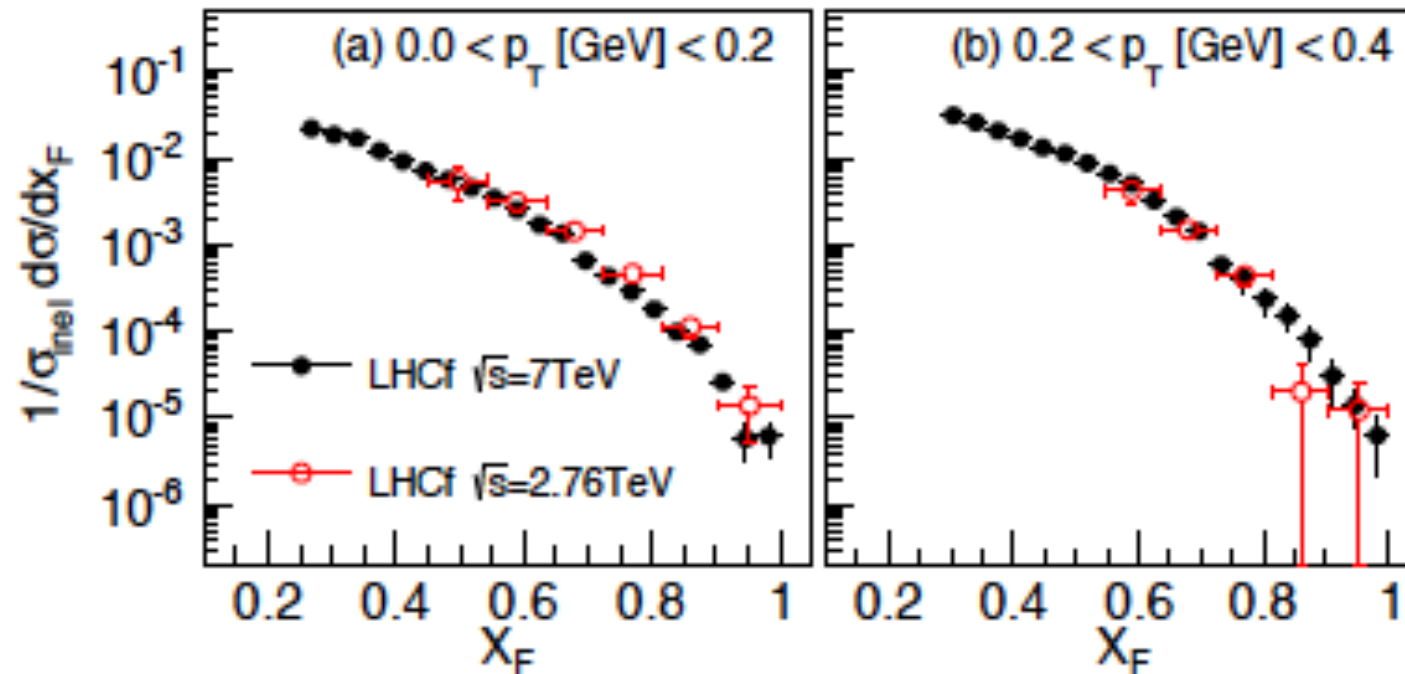 (a) 0.0 < p_T [GeV] < 0.2
(b) 0.2 < p_T [GeV] < 0.4
1/σ_inel dσ/dx_F
10^-1
10^-2
10^-3
10^-4
10^-5
10^-6
LHCf √s=7TeV
LHCf √s=2.76TeV
0.2 0.4 0.6 0.8 1
0.2 0.4 0.6 0.8 1
X_F
X_F